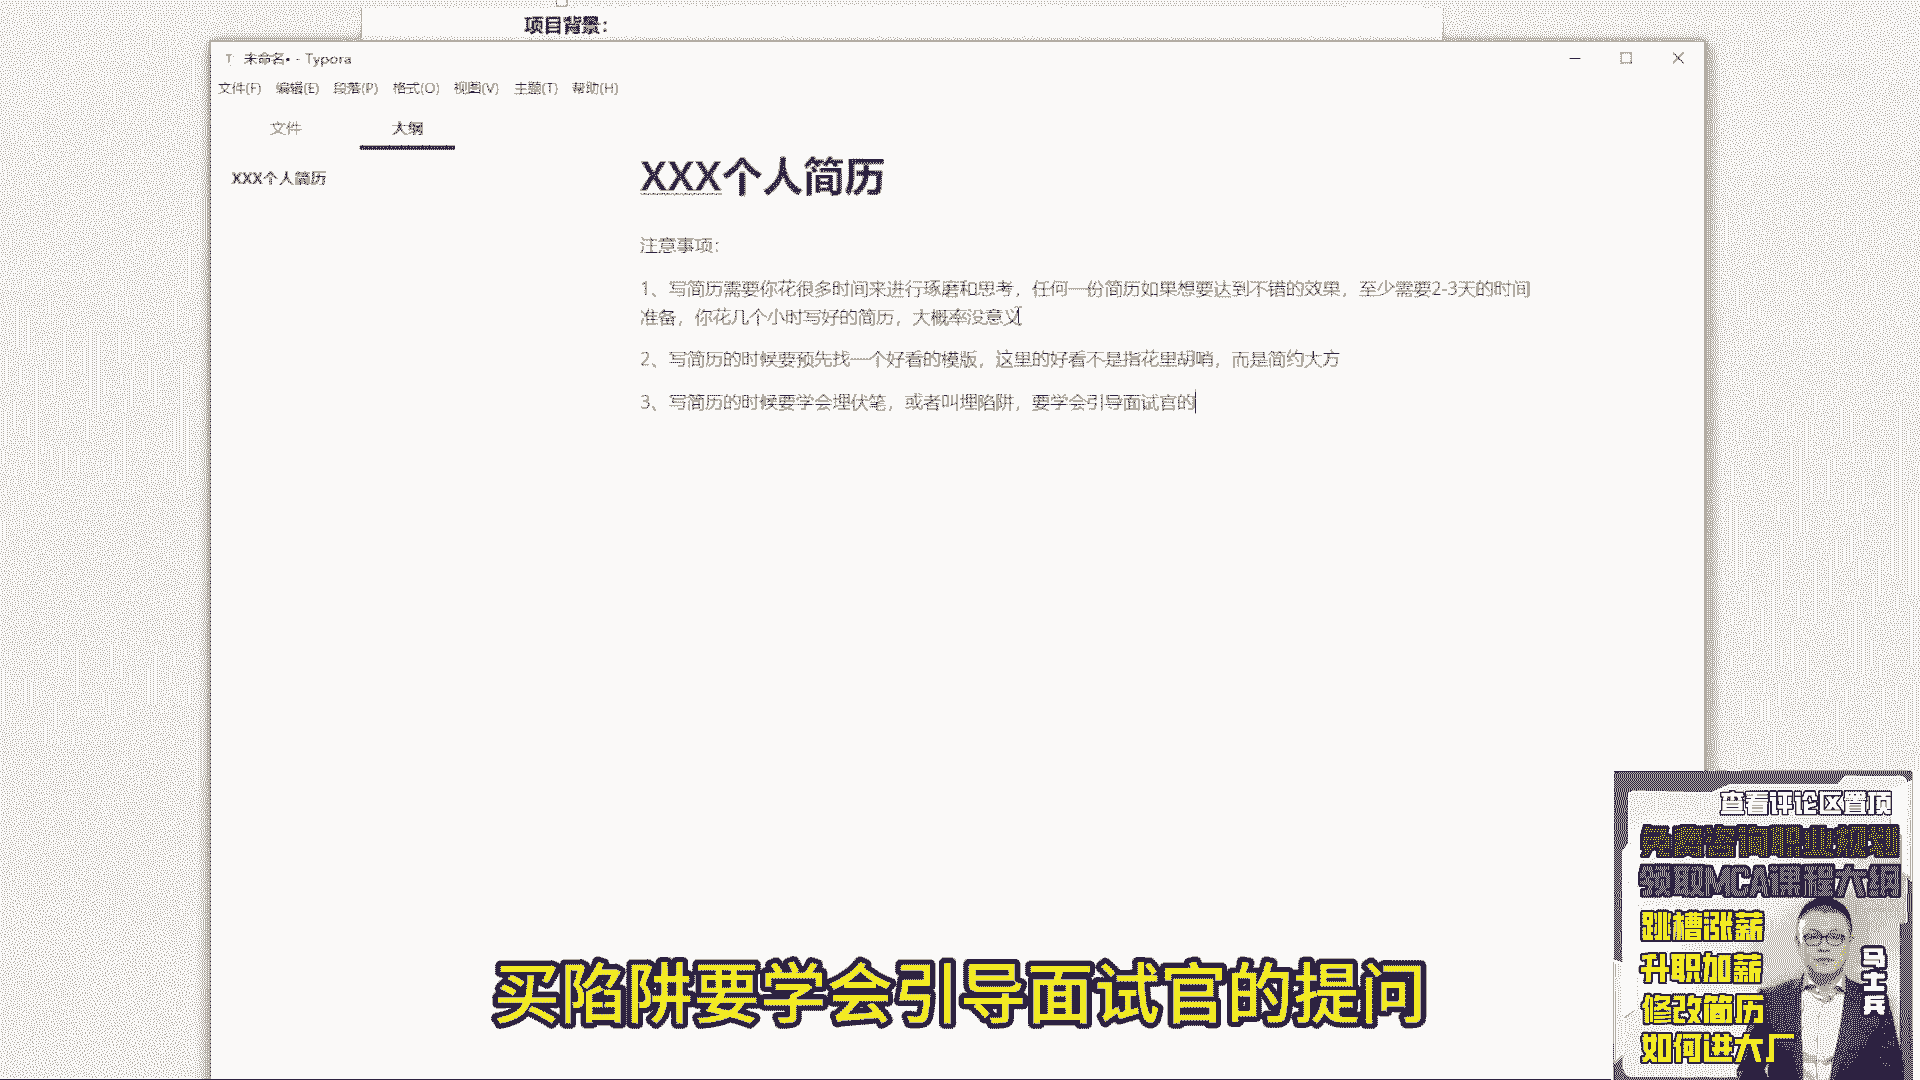 项目背景：
T 未命名• - Typora
文件(F) 编辑(E) 段落(P) 格式(O) 视图(V) 主题(T) 帮助(H)
文件 大纲
XXX个人简历
XXX个人简历
注意事项：
1、写简历需要你花很多时间来进行琢磨和思考，任何一份简历如果想要达到不错的效果，至少需要2-3天的时间
准备，你花几个小时写好的简历，大概率没意义
2、写简历的时候要预先找一个好看的模版，这里的好看不是指花里胡哨，而是简约大方
3、写简历的时候要学会埋伏笔，或者叫埋陷阱，要学会引导面试官的
查看评论区置顶
免费咨询职业规划
领取MCA课程大纲
跳槽涨薪
升职加薪
修改简历
如何进大厂
马士兵
买陷阱要学会引导面试官的提问